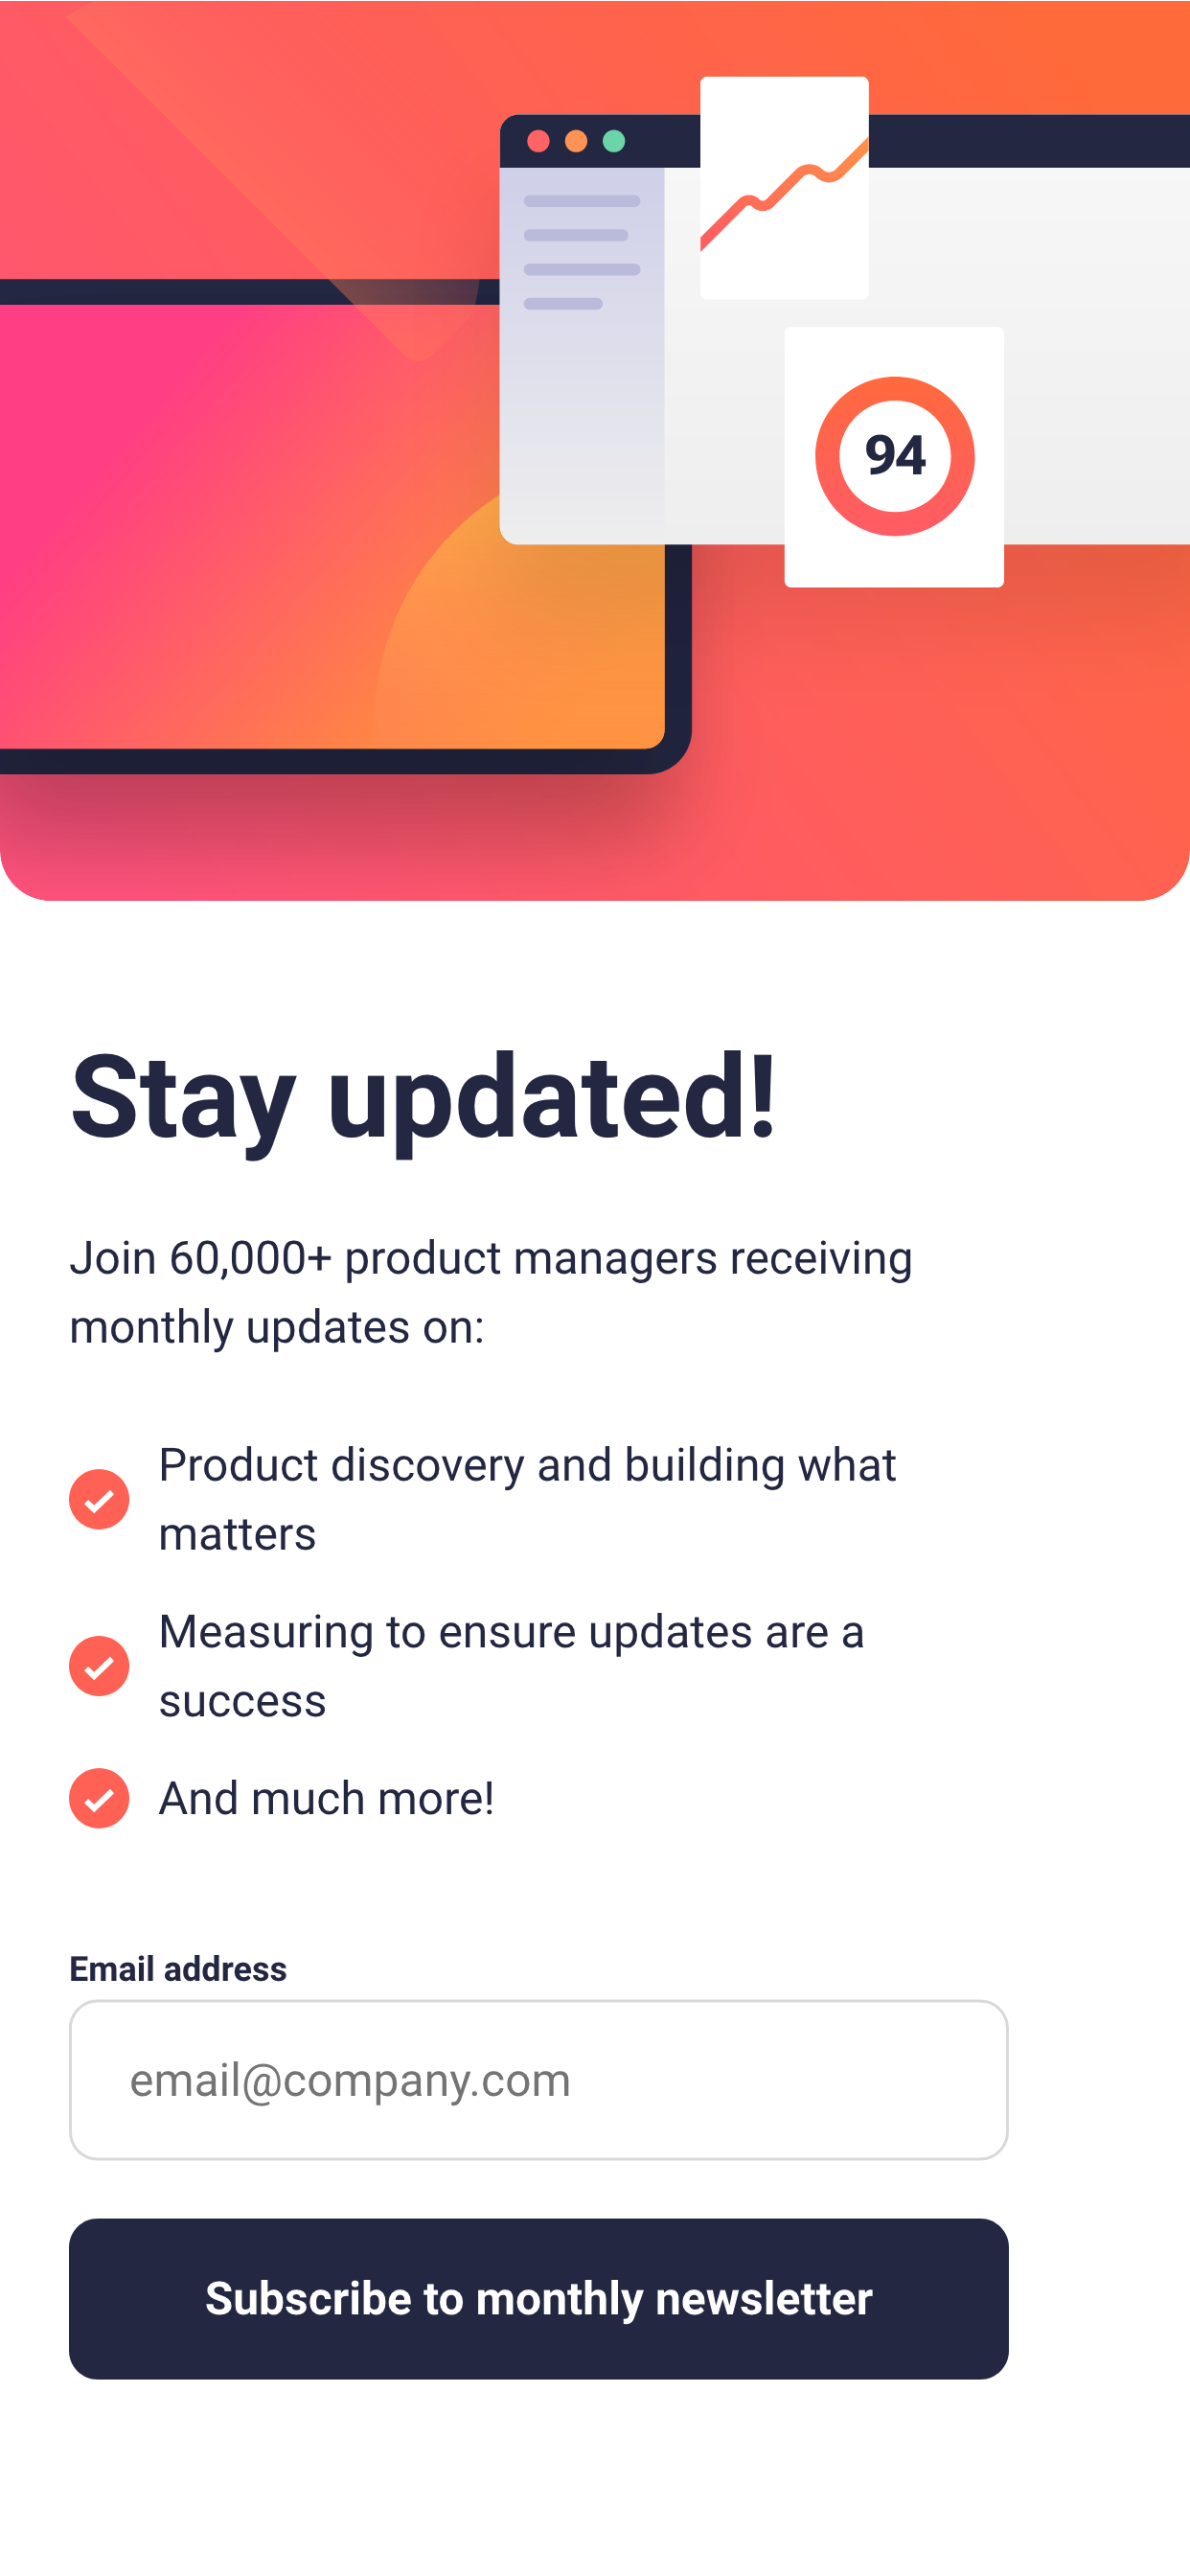 94
Stay updated!
Join 60,000+ product managers receiving
monthly updates on:
Product discovery and building what
matters
Measuring to ensure updates are a
success
And much more!
Email address
email@company.com
Subscribe to monthly newsletter